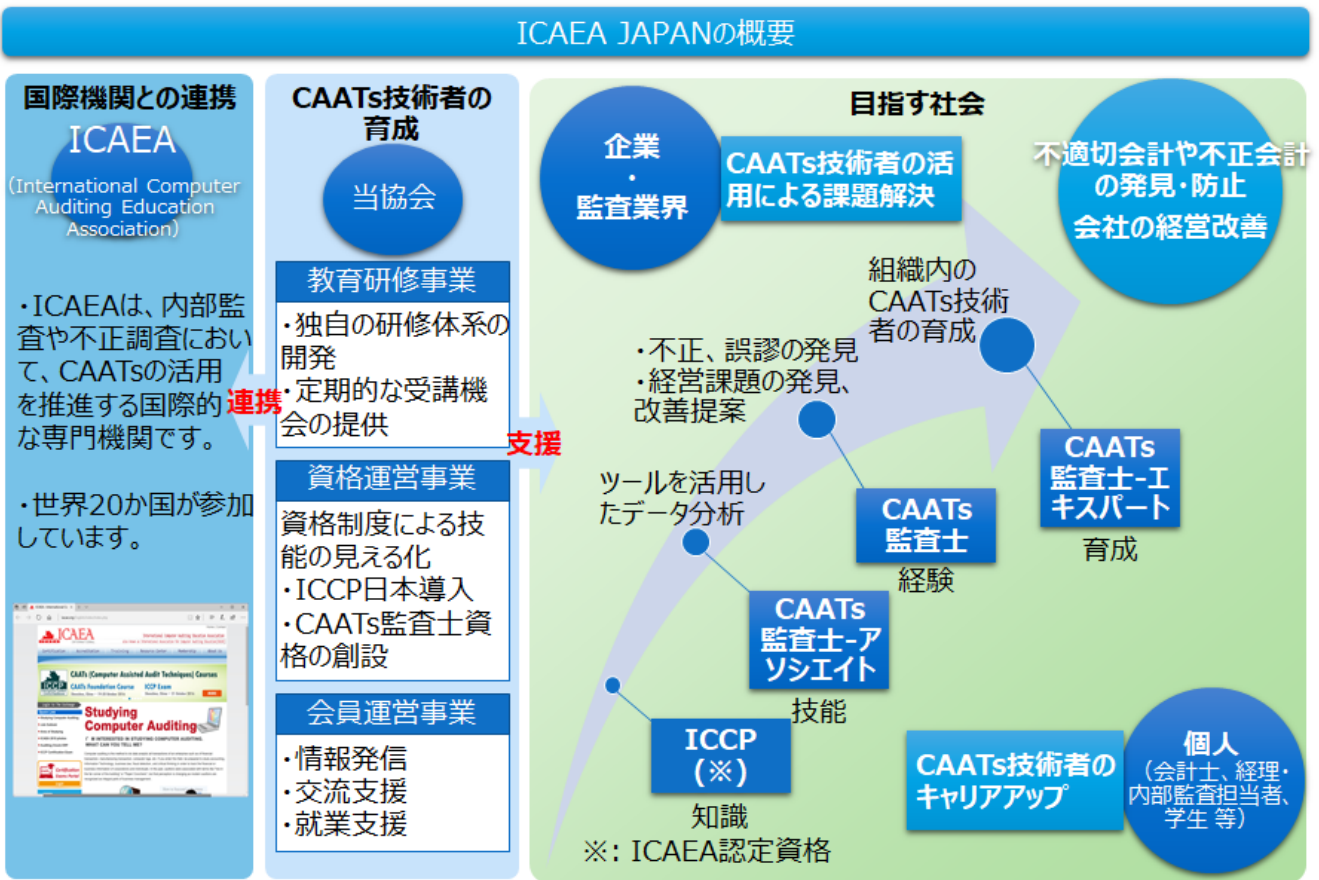 ICAEA JAPANの概要
国際機関との連携
ICAEA
(International Computer
Auditing Education
Association)
・ICAEAは、内部監
査や不正調査におい
て、CAATsの活用
を推進する国際的
な専門機関です。
・世界20か国が参加
しています。
ICAEA
CAATs (Computer Assisted Audit Techniques) Courses
ICCP
CAATs Foundation Course
ICCP Exam
Studying
Computer Auditing
連携
CAATs技術者の
育成
当協会
教育研修事業
・独自の研修体系の
開発
・定期的な受講機
会の提供
資格運営事業
資格制度による技
能の見える化
・ICCP日本導入
・CAATs監査士資
格の創設
会員運営事業
・情報発信
・交流支援
・就業支援
支援
目指す社会
企業
・
監査業界
CAATs技術者の活
用による課題解決
不適切会計や不正会計
の発見・防止
会社の経営改善
組織内の
CAATs技術
者の育成
・不正、誤謬の発見
・経営課題の発見、
改善提案
ツールを活用し
たデータ分析
CAATs
監査士-エ
キスパート
育成
CAATs
監査士
経験
CAATs
監査士-ア
ソシエイト
技能
ICCP
(※)
知識
※: ICAEA認定資格
CAATs技術者の
キャリアアップ
個人
(会計士、経理・
内部監査担当者、
学生 等)